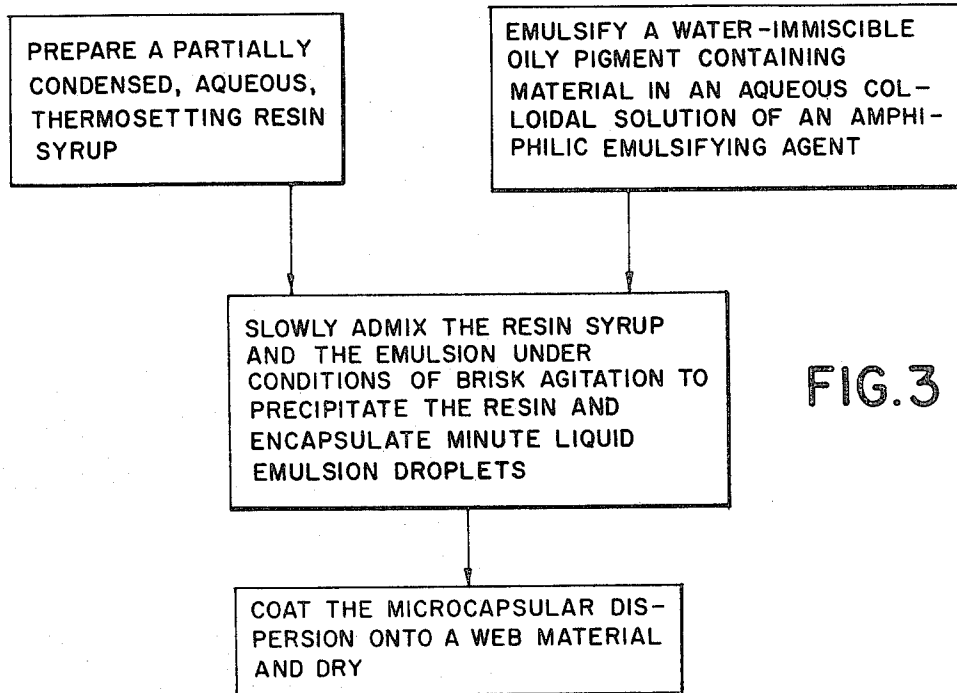 PREPARE A PARTIALLY
CONDENSED, AQUEOUS,
THERMOSETTING RESIN
SYRUP
EMULSIFY A WATER-IMMISCIBLE
OILY PIGMENT CONTAINING
MATERIAL IN AN AQUEOUS COL-
LOIDAL SOLUTION OF AN AMPHI-
PHILIC EMULSIFYING AGENT
SLOWLY ADMIX THE RESIN SYRUP
AND THE EMULSION UNDER
CONDITIONS OF BRISK AGITATION TO
PRECIPITATE THE RESIN AND
ENCAPSULATE MINUTE LIQUID
EMULSION DROPLETS
FIG.3
COAT THE MICROCAPSULAR DIS-
PERSION ONTO A WEB MATERIAL
AND DRY